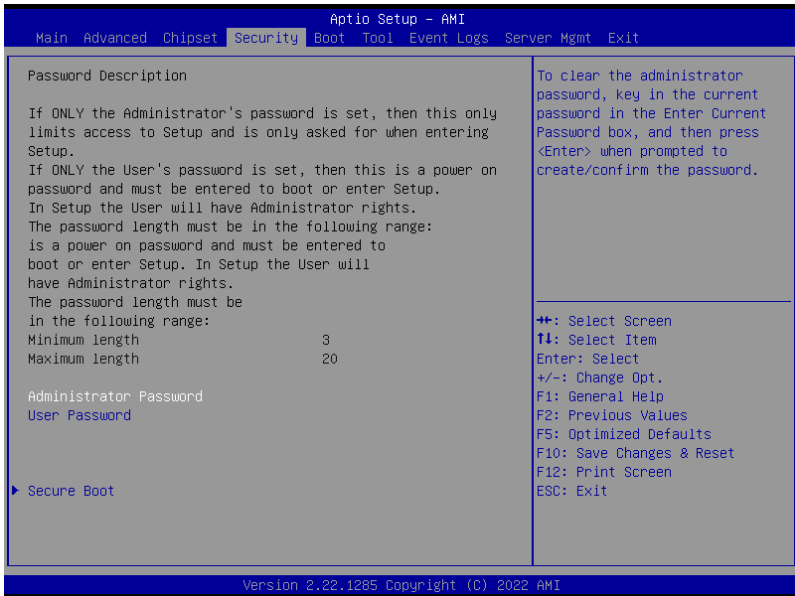 Aptio Setup – AMI
Main Advanced Chipset Security Boot Tool Event Logs Server Mgmt Exit
Password Description
If ONLY the Administrator's password is set, then this only
limits access to Setup and is only asked for when entering
Setup.
If ONLY the User's password is set, then this is a power on
password and must be entered to boot or enter Setup.
In Setup the User will have Administrator rights.
The password length must be in the following range:
is a power on password and must be entered to
boot or enter Setup. In Setup the User will
have Administrator rights.
The password length must be
in the following range:
Minimum length 3
Maximum length 20
Administrator Password
User Password
Secure Boot
To clear the administrator
password, key in the current
password in the Enter Current
Password box, and then press
<Enter> when prompted to
create/confirm the password.
→←: Select Screen
↑↓: Select Item
Enter: Select
+/-: Change Opt.
F1: General Help
F2: Previous Values
F5: Optimized Defaults
F10: Save Changes & Reset
F12: Print Screen
ESC: Exit
Version 2.22.1285 Copyright (C) 2022 AMI